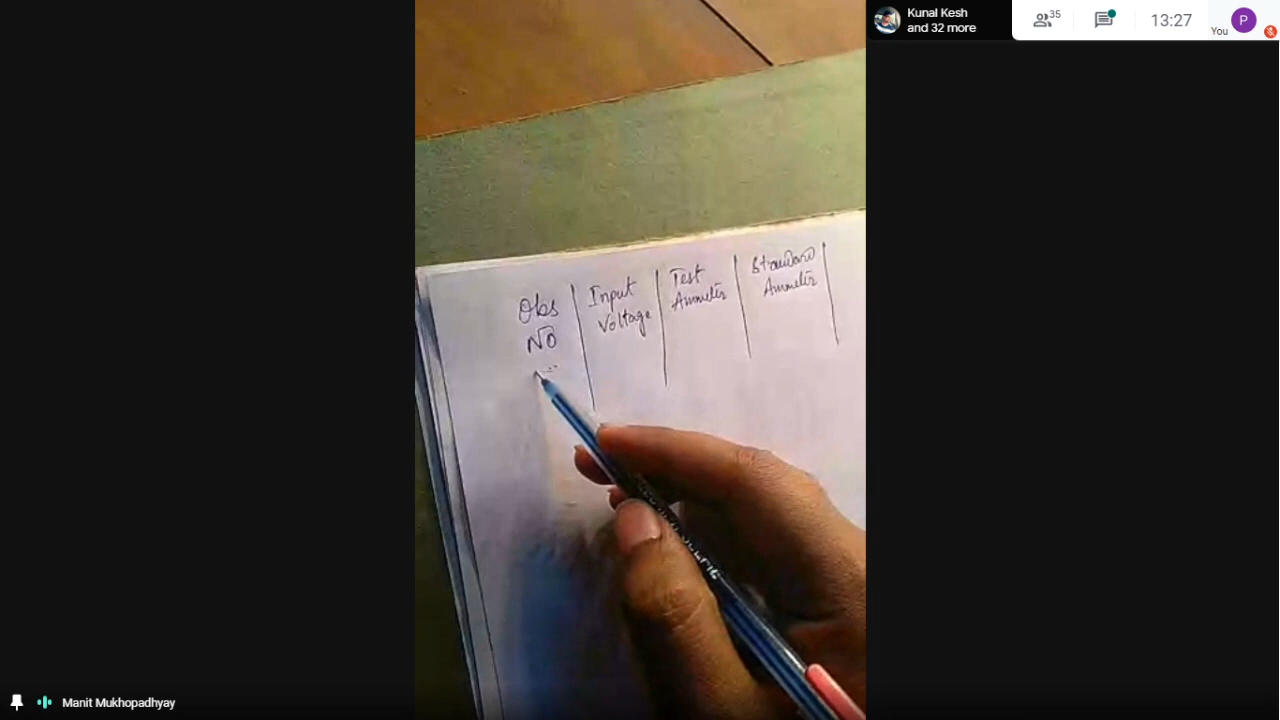 Kunal Kesh
and 32 more
35
13:27
You
P
Obs
NO
Input
Voltage
Test
Ammeter
Standard
Ammeter
Manit Mukhopadhyay